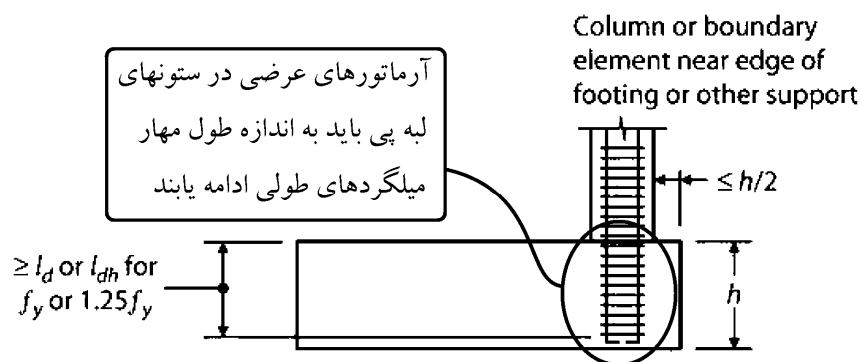 Column or boundary
element near edge of
footing or other support
آرماتورهای عرضی در ستونهای
لبه پی باید به اندازه طول مهار
میلگردهای طولی ادامه یابند
≤ h/2
≥ l_d or l_dh for
f_y or 1.25f_y
h